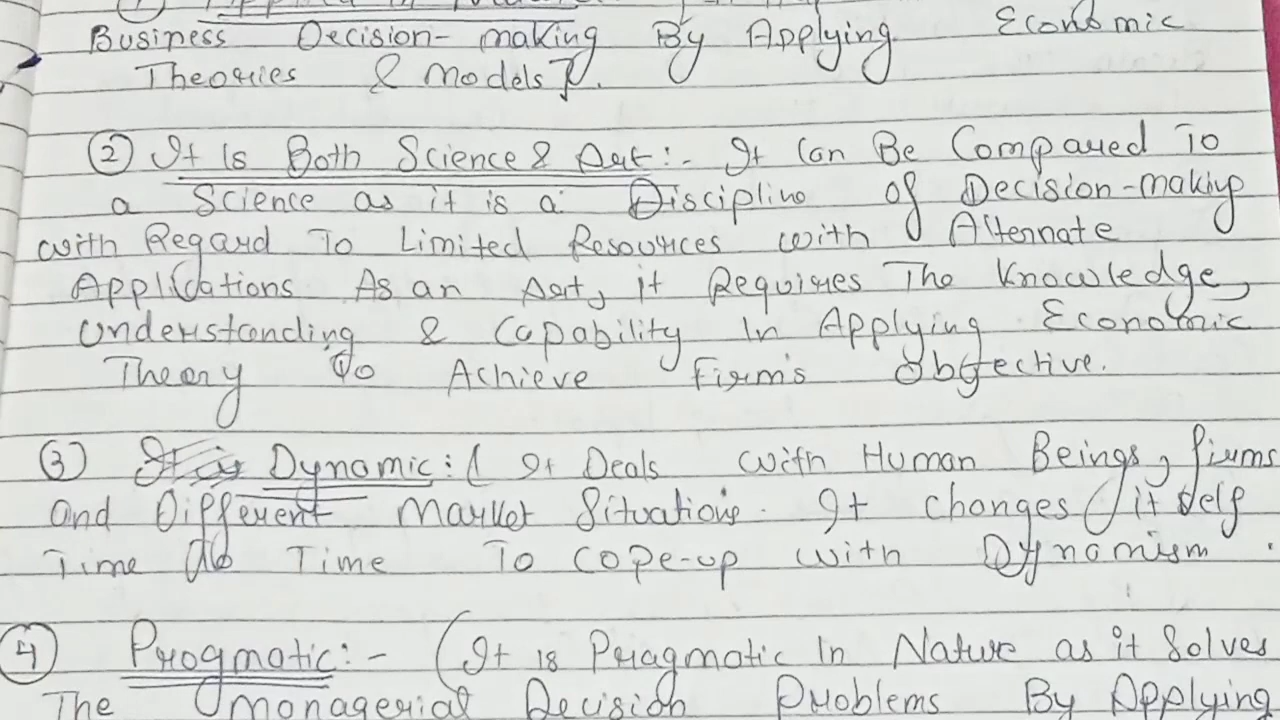 Business Decision-making By Applying Economic
Theories & Models.
② It Is Both Science & Art:- It Can Be Compared To
a Science as it is a Discipline of Decision-making
with Regard To Limited Resources with Alternate
Applications As an Art, it Requires The Knowledge,
Understanding & Capability In Applying Economic
Theory To Achieve Firm's Objective.
③ Dynamic:( It Deals with Human Beings, firms
and Different Market Situations. It changes itself
Time to Time To Cope-up with Dynamism.
④ Pragmatic:- (It is Pragmatic In Nature as it Solves
The Managerial Decision Problems By Applying